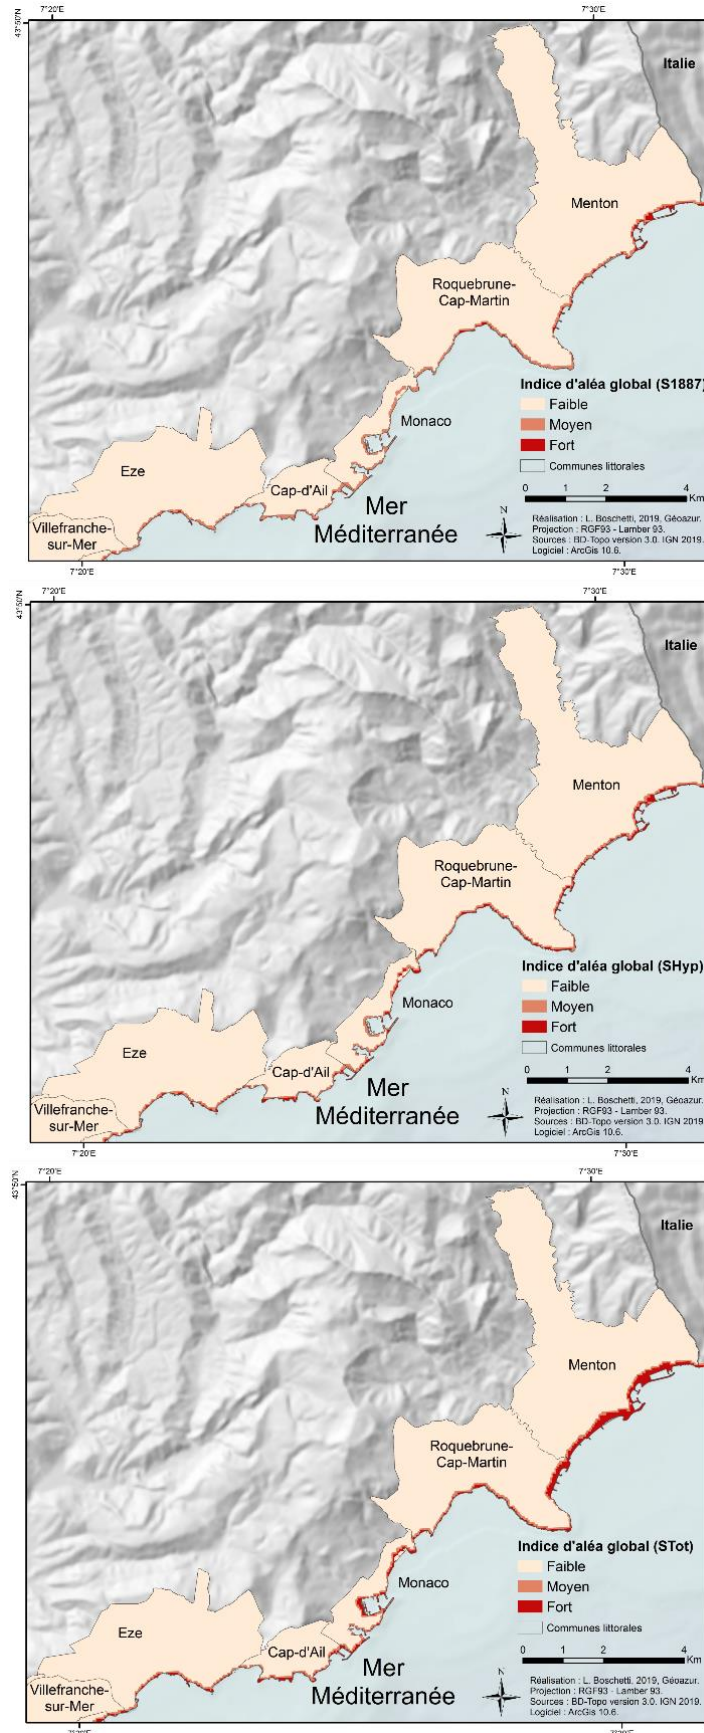 7°20'E
7°30'E
43°50'N
Italie
Menton
Roquebrune-
Cap-Martin
Monaco
Eze
Cap-d'Ail
Villefranche-
sur-Mer
Mer
Méditerranée
Indice d'aléa global (S1887)
Faible
Moyen
Fort
Communes littorales
0 1 2 4
Km
N
Réalisation : L. Boschetti, 2019, Géoazur.
Projection : RGF93 - Lamber 93.
Sources : BD-Topo version 3.0. IGN 2019.
Logiciel : ArcGis 10.6.
7°20'E
7°30'E
7°20'E
7°30'E
43°50'N
Italie
Menton
Roquebrune-
Cap-Martin
Monaco
Eze
Cap-d'Ail
Villefranche-
sur-Mer
Mer
Méditerranée
Indice d'aléa global (SHyp)
Faible
Moyen
Fort
Communes littorales
0 1 2 4
Km
N
Réalisation : L. Boschetti, 2019, Géoazur.
Projection : RGF93 - Lamber 93.
Sources : BD-Topo version 3.0. IGN 2019.
Logiciel : ArcGis 10.6.
7°20'E
7°30'E
7°20'E
7°30'E
43°50'N
Italie
Menton
Roquebrune-
Cap-Martin
Monaco
Eze
Cap-d'Ail
Villefranche-
sur-Mer
Mer
Méditerranée
Indice d'aléa global (STot)
Faible
Moyen
Fort
Communes littorales
0 1 2 4
Km
N
Réalisation : L. Boschetti, 2019, Géoazur.
Projection : RGF93 - Lamber 93.
Sources : BD-Topo version 3.0. IGN 2019.
Logiciel : ArcGis 10.6.